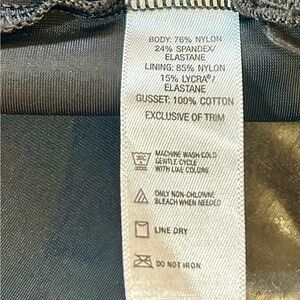 BODY: 76% NYLON
24% SPANDEX/
ELASTANE
LINING: 85% NYLON
15% LYCRA®/
ELASTANE
GUSSET: 100% COTTON
EXCLUSIVE OF TRIM
MACHINE WASH COLD
GENTLE CYCLE
WITH LIKE COLORS
ONLY NON-CHLORINE
BLEACH WHEN NEEDED
LINE DRY
DO NOT IRON